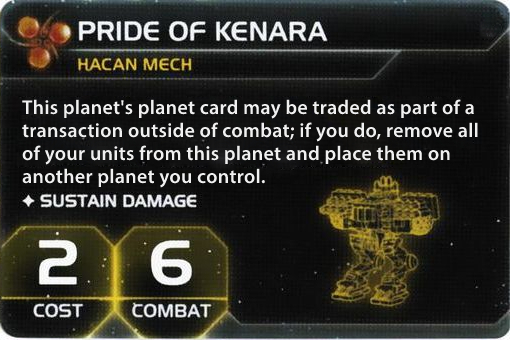 PRIDE OF KENARA
HACAN MECH
This planet's planet card may be traded as part of a
transaction outside of combat; if you do, remove all
of your units from this planet and place them on
another planet you control.
✦ SUSTAIN DAMAGE
2
6
COST
COMBAT